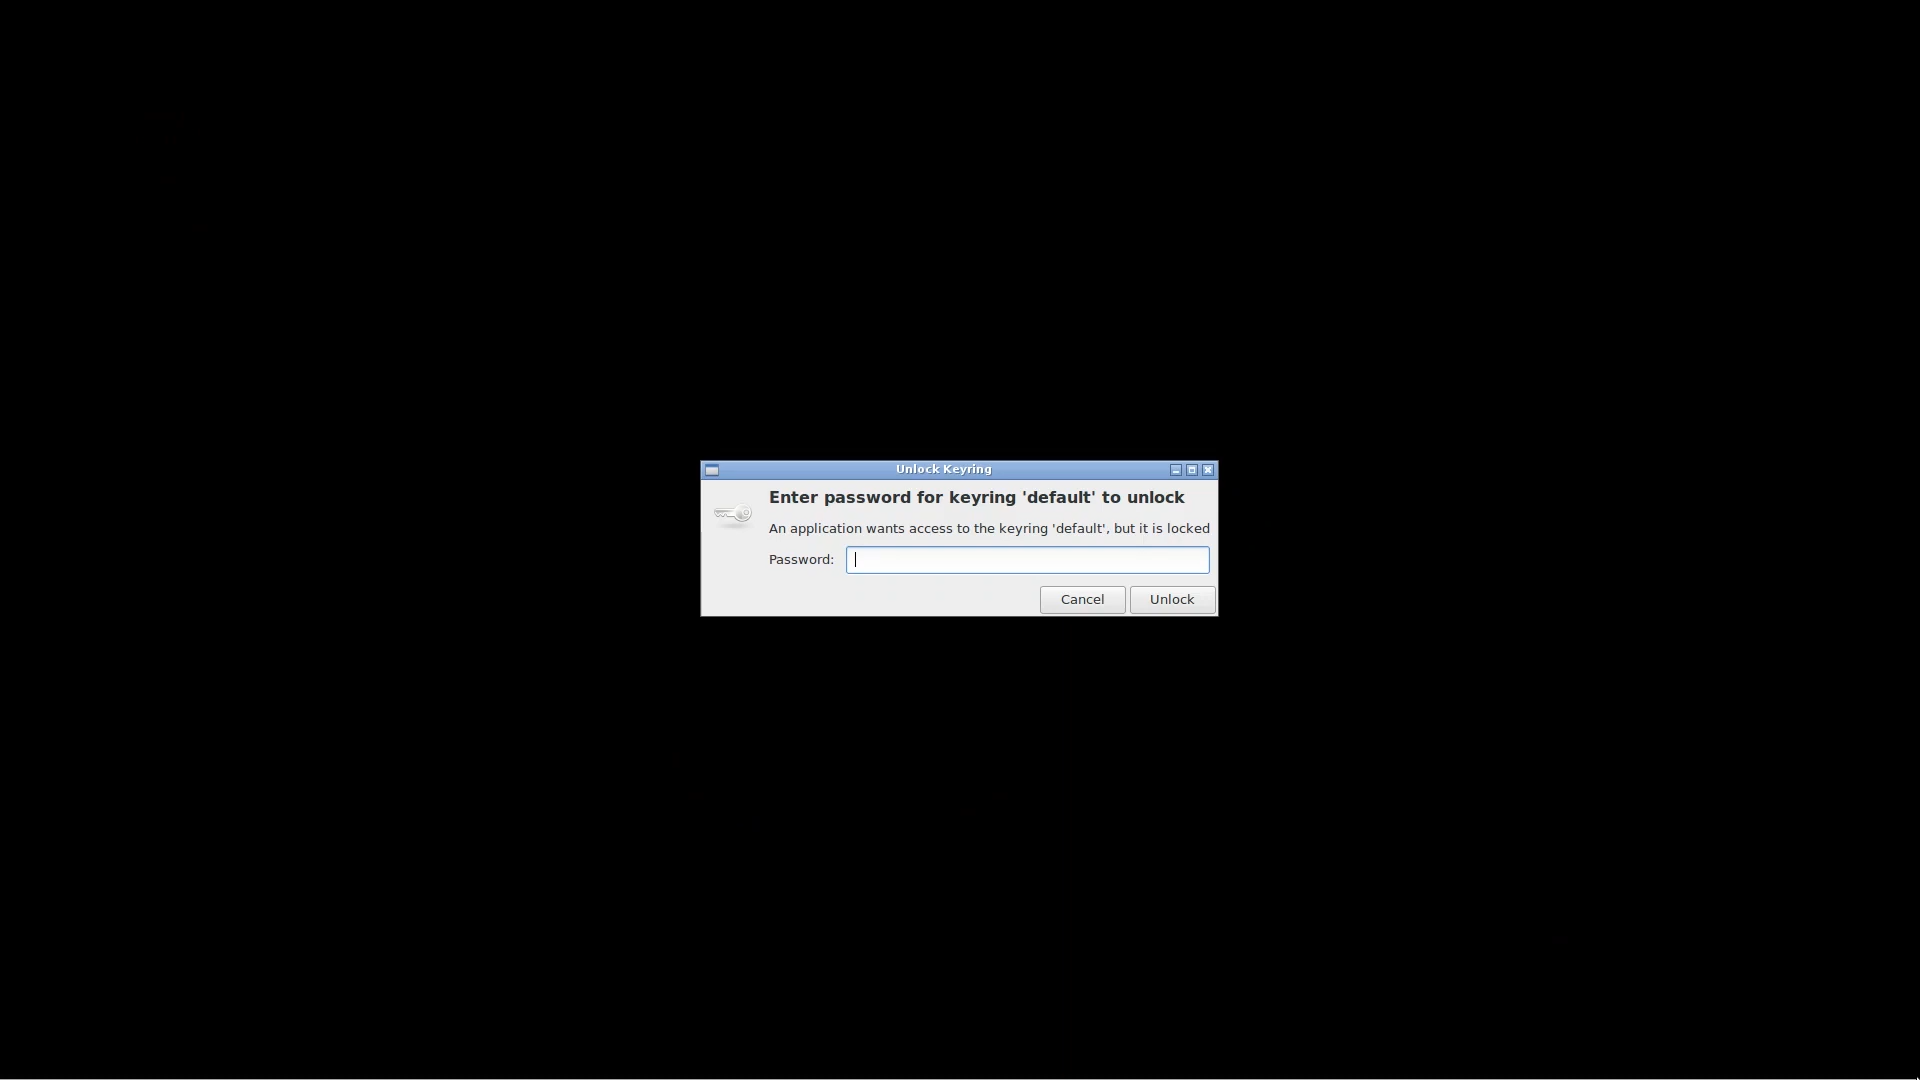 Unlock Keyring
Enter password for keyring 'default' to unlock
An application wants access to the keyring 'default', but it is locked
Password:
Cancel Unlock